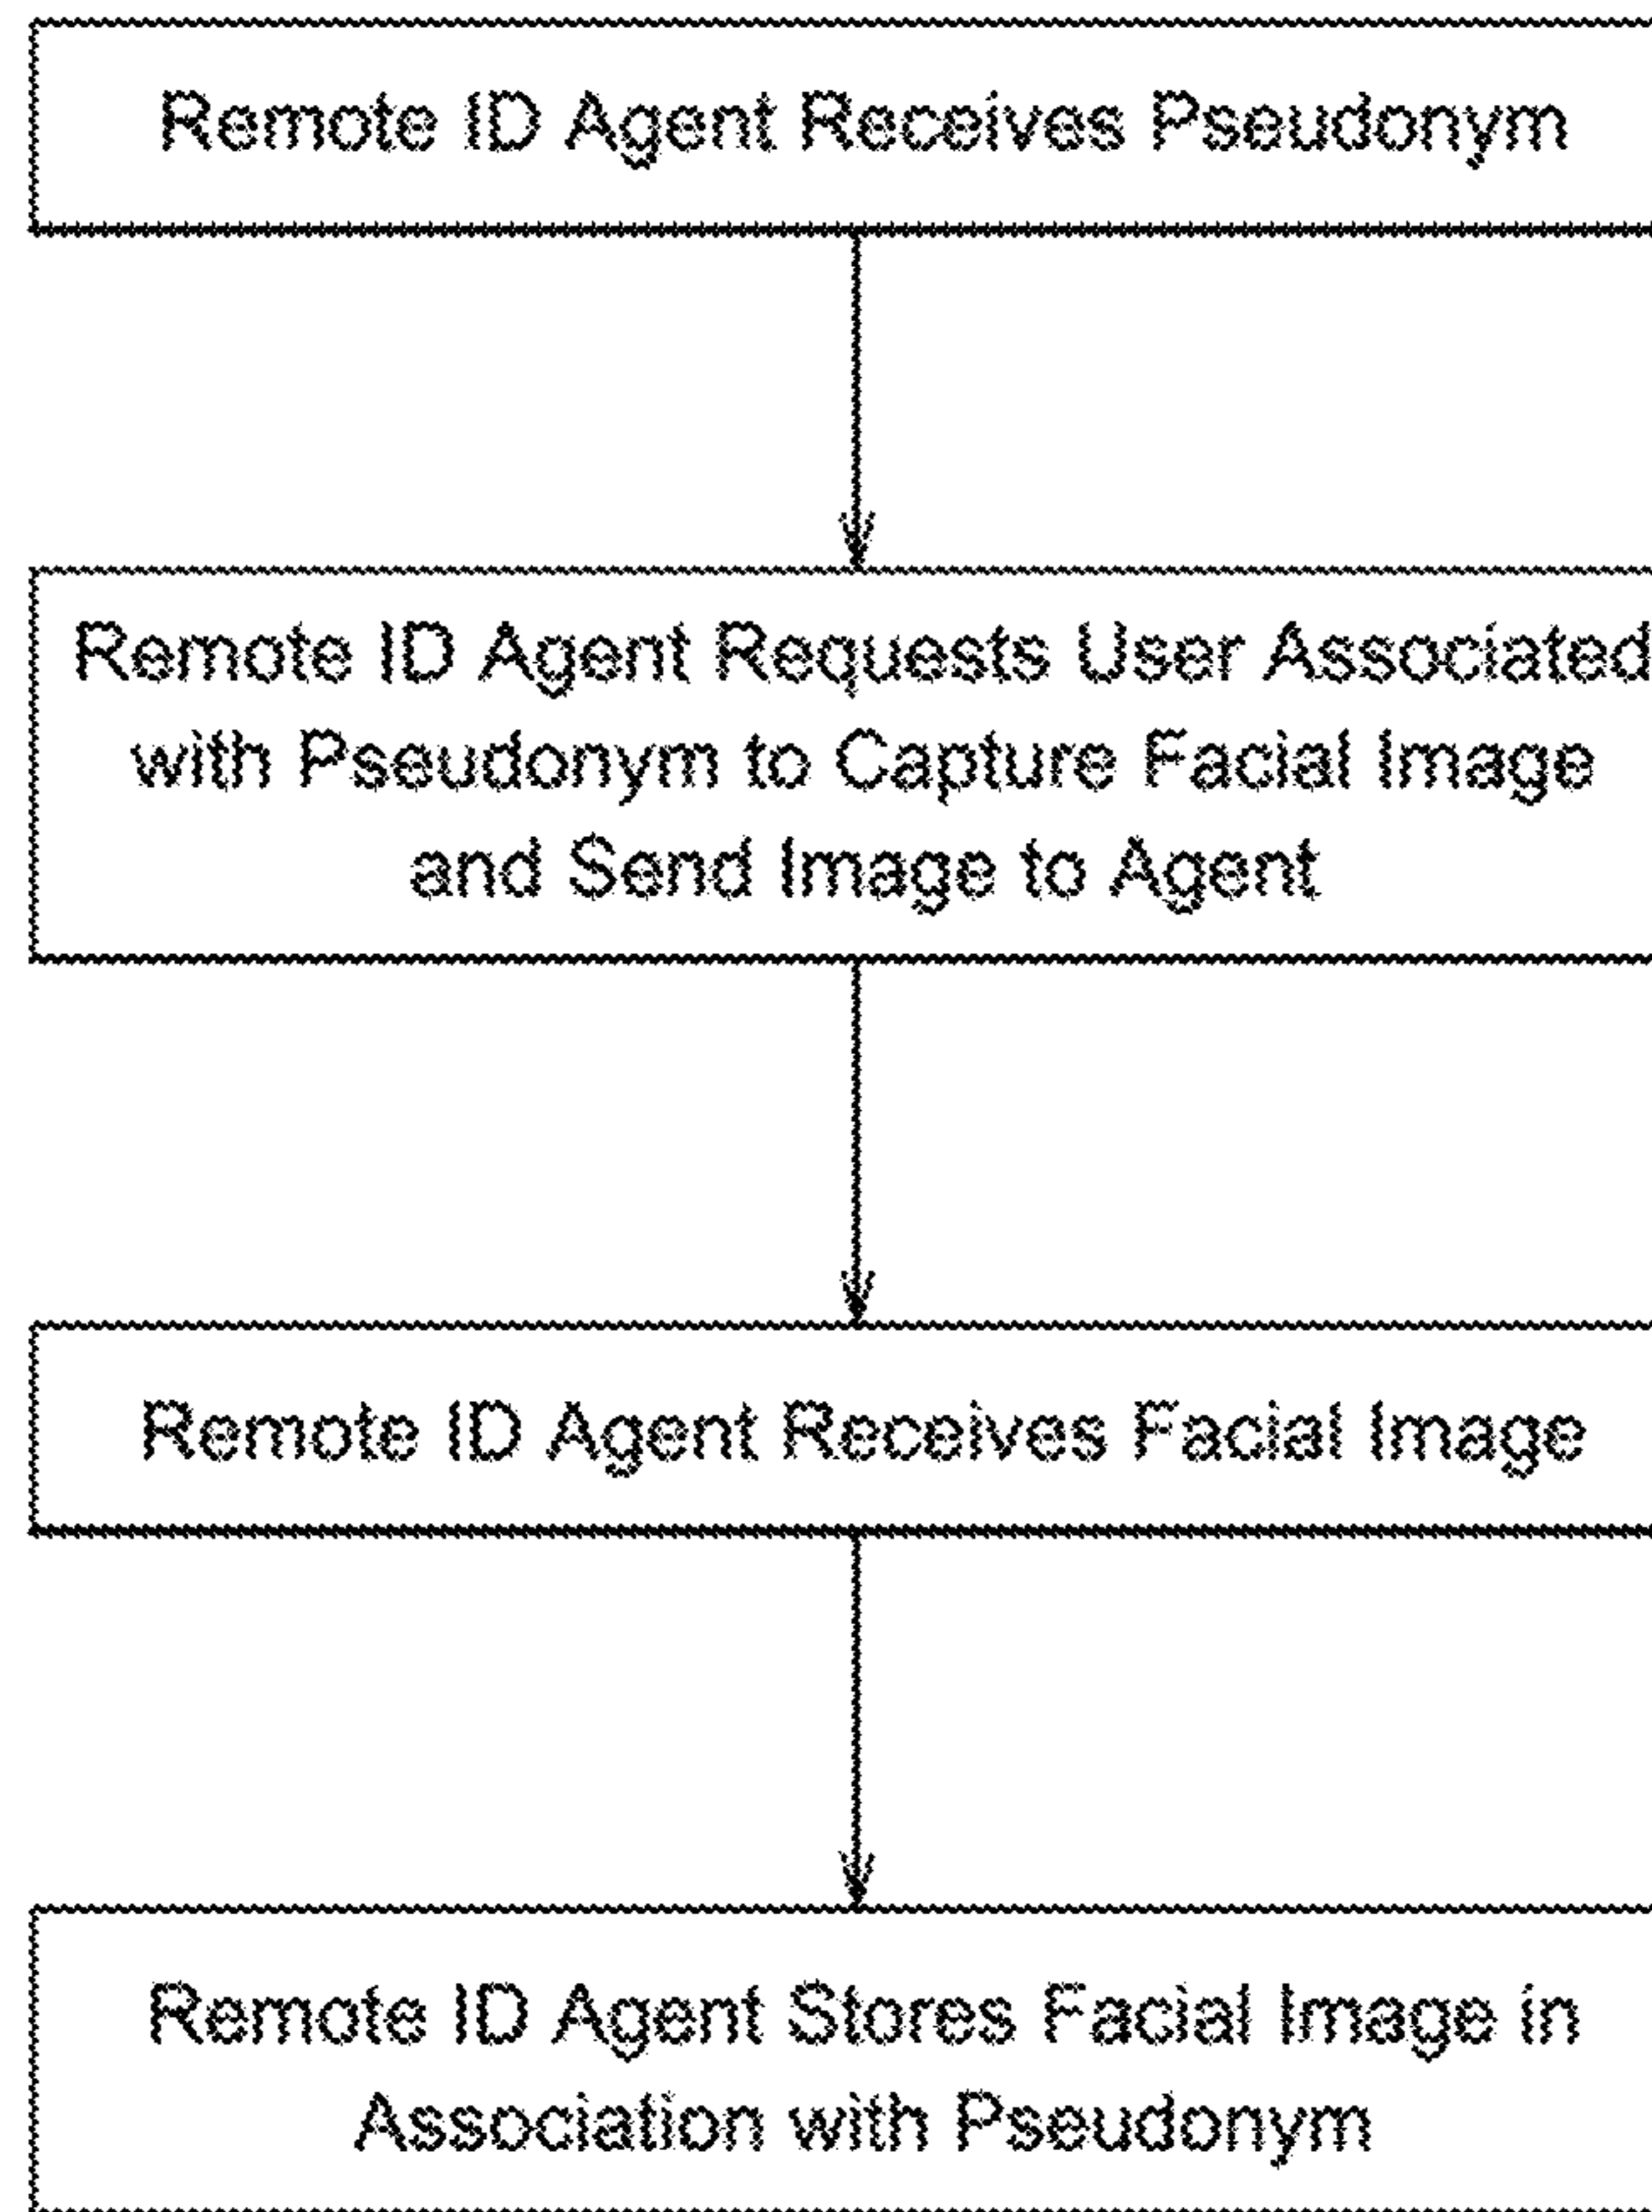 Remote ID Agent Receives Pseudonym
Remote ID Agent Requests User Associated
with Pseudonym to Capture Facial Image
and Send Image to Agent
Remote ID Agent Receives Facial Image
Remote ID Agent Stores Facial Image in
Association with Pseudonym